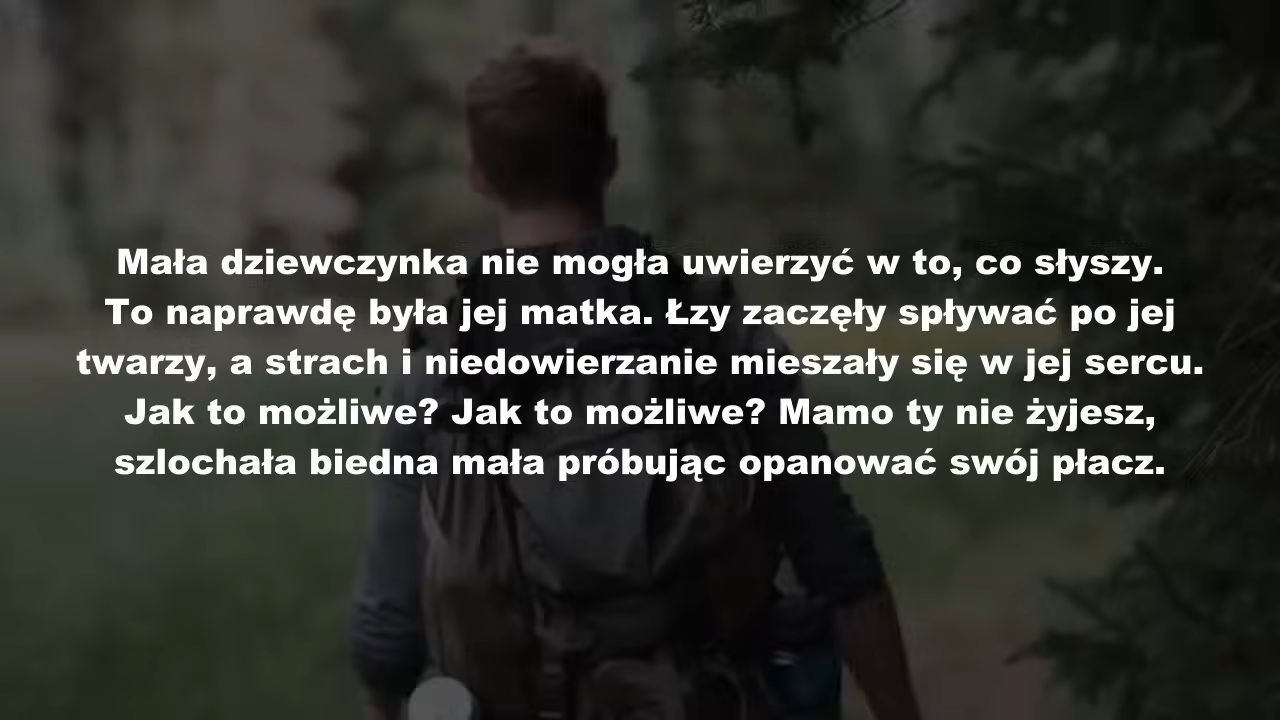 Mała dziewczynka nie mogła uwierzyć w to, co słyszy.
To naprawdę była jej matka. Łzy zaczęły spływać po jej
twarzy, a strach i niedowierzanie mieszały się w jej sercu.
Jak to możliwe? Jak to możliwe? Mamo ty nie żyjesz,
szlochała biedna mała próbując opanować swój płacz.